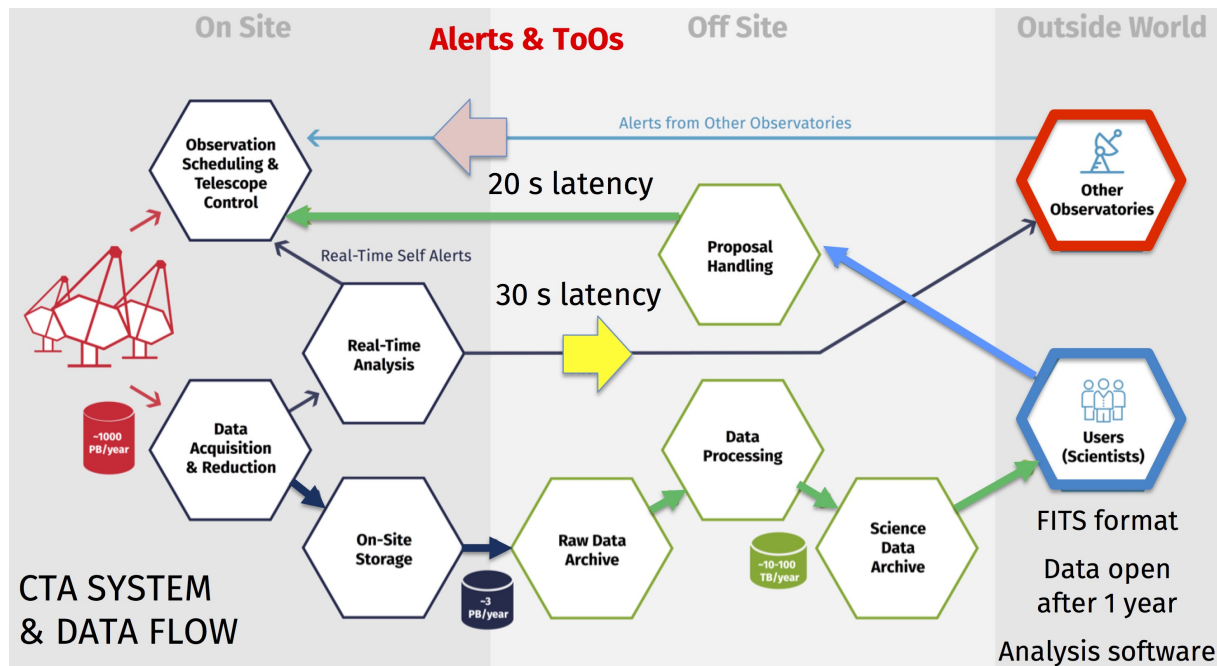 On Site
Off Site
Outside World
Alerts & ToOs
Observation
Scheduling &
Telescope
Control
Alerts from Other Observatories
Other
Observatories
20 s latency
Proposal
Handling
Real-Time Self Alerts
30 s latency
Real-Time
Analysis
~1000
PB/year
Data
Acquisition
& Reduction
Data
Processing
Users
(Scientists)
On-Site
Storage
Raw Data
Archive
~10-100
TB/year
Science
Data
Archive
~3
PB/year
FITS format
Data open
after 1 year
Analysis software
CTA SYSTEM
& DATA FLOW